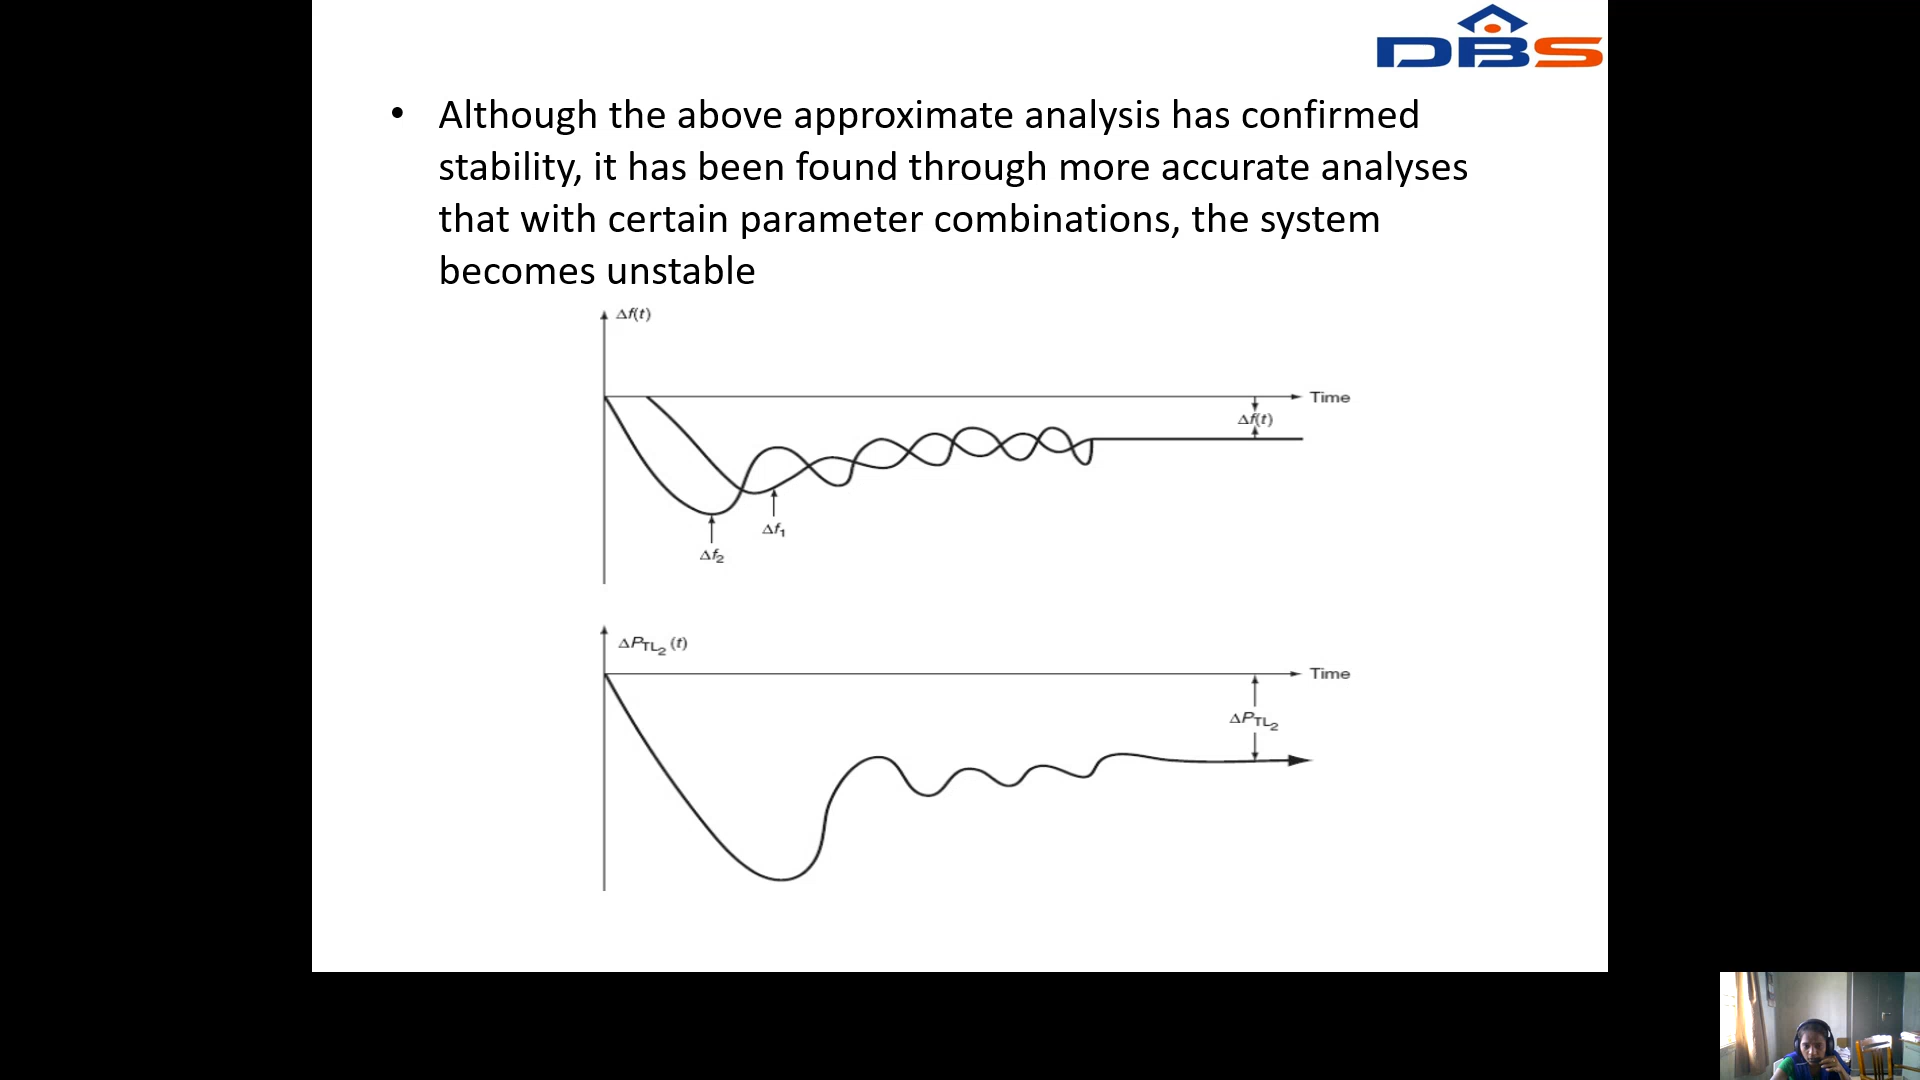 DBS
• Although the above approximate analysis has confirmed
stability, it has been found through more accurate analyses
that with certain parameter combinations, the system
becomes unstable
Δf(t)
Time
Δf(t)
Δf₁
Δf₂
ΔP_TL₂ (t)
Time
ΔP_TL₂